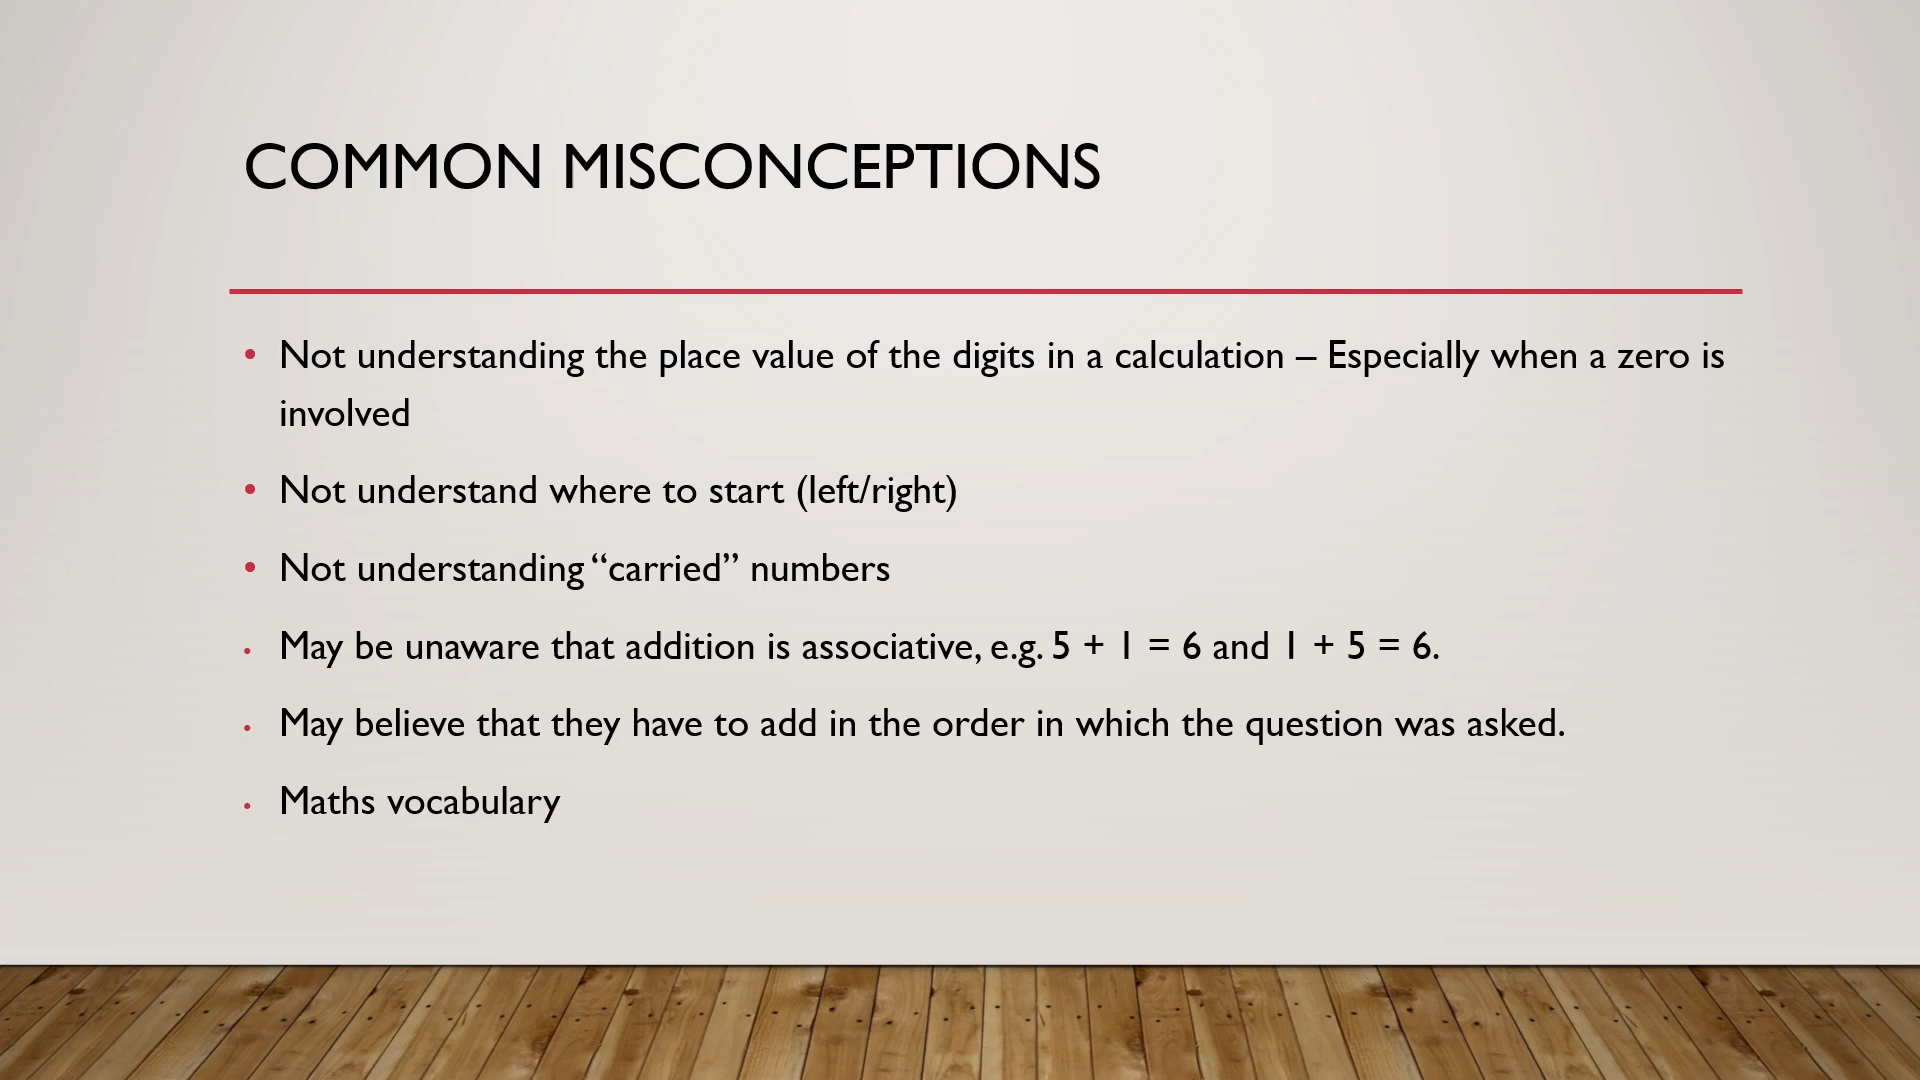 COMMON MISCONCEPTIONS
• Not understanding the place value of the digits in a calculation – Especially when a zero is
involved
• Not understand where to start (left/right)
• Not understanding “carried” numbers
• May be unaware that addition is associative, e.g. 5 + 1 = 6 and 1 + 5 = 6.
• May believe that they have to add in the order in which the question was asked.
• Maths vocabulary